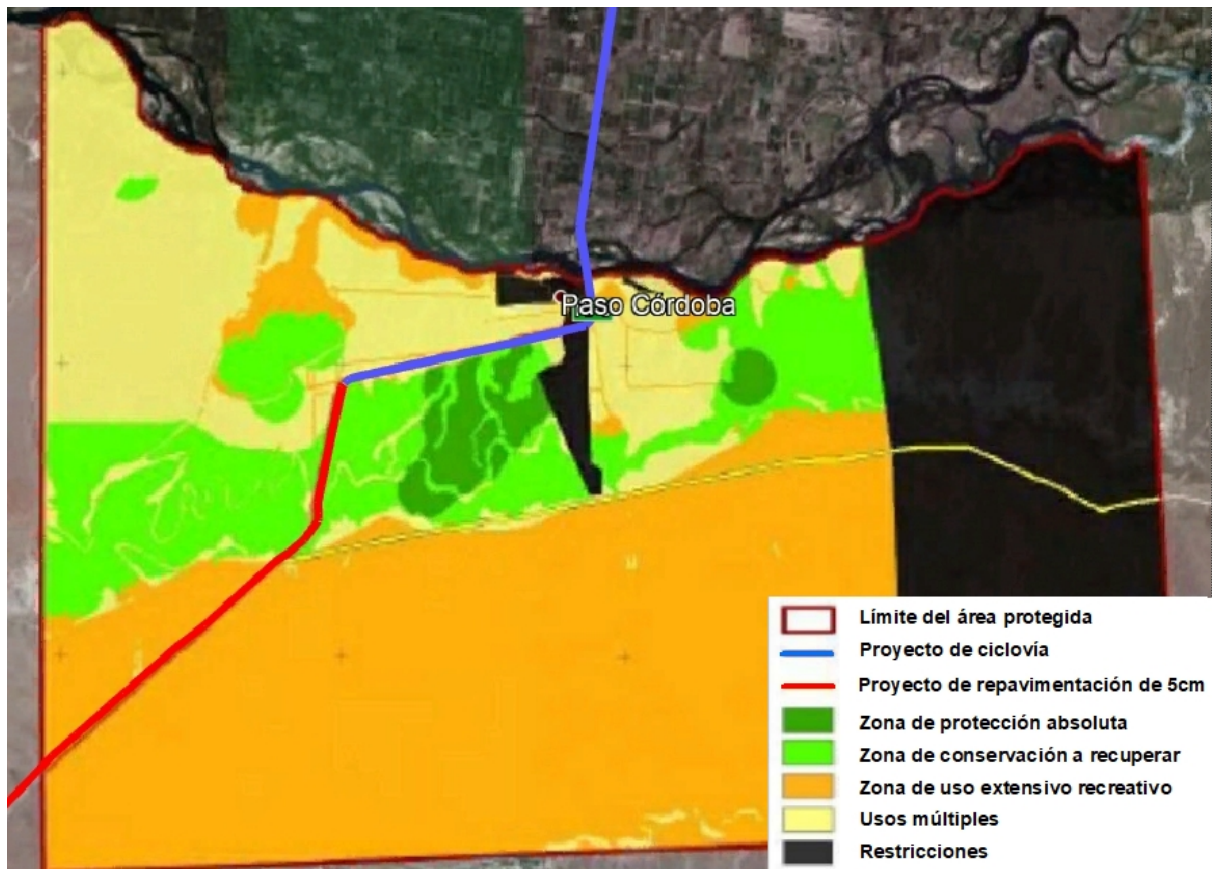 Paso Córdoba
Límite del área protegida
Proyecto de ciclovía
Proyecto de repavimentación de 5cm
Zona de protección absoluta
Zona de conservación a recuperar
Zona de uso extensivo recreativo
Usos múltiples
Restricciones